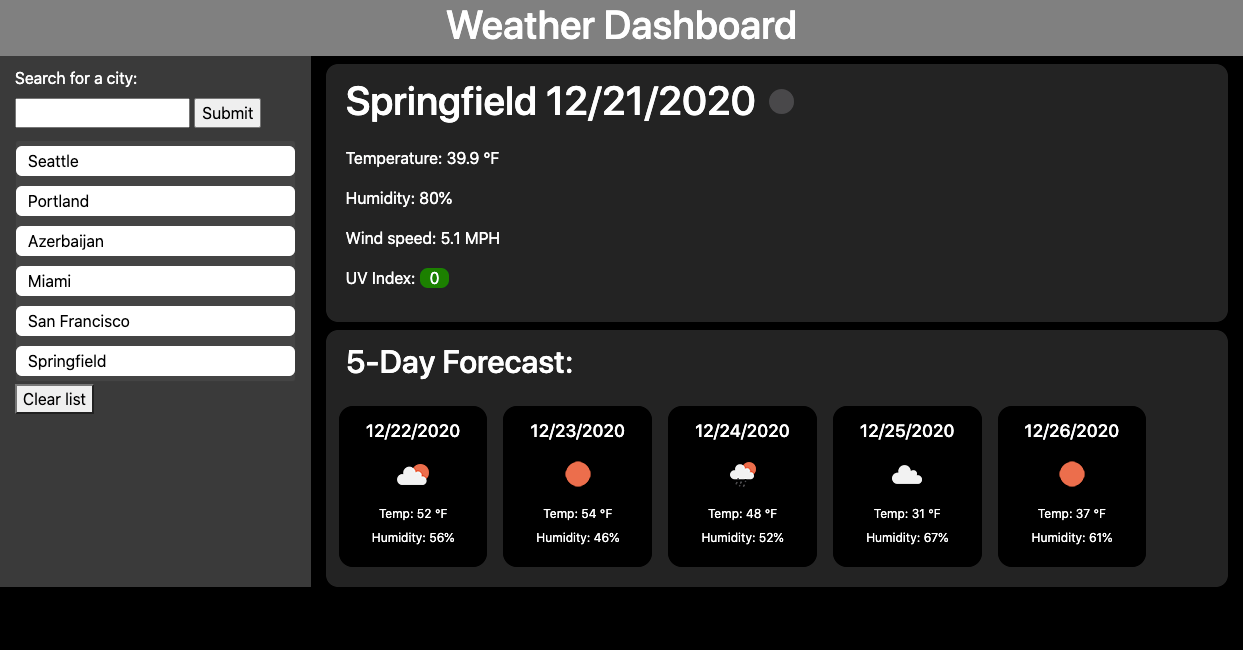 Weather Dashboard
Search for a city:
Submit
Seattle
Portland
Azerbaijan
Miami
San Francisco
Springfield
Clear list
Springfield 12/21/2020
Temperature: 39.9 °F
Humidity: 80%
Wind speed: 5.1 MPH
UV Index: 0
5-Day Forecast:
12/22/2020
Temp: 52 °F
Humidity: 56%
12/23/2020
Temp: 54 °F
Humidity: 46%
12/24/2020
Temp: 48 °F
Humidity: 52%
12/25/2020
Temp: 31 °F
Humidity: 67%
12/26/2020
Temp: 37 °F
Humidity: 61%